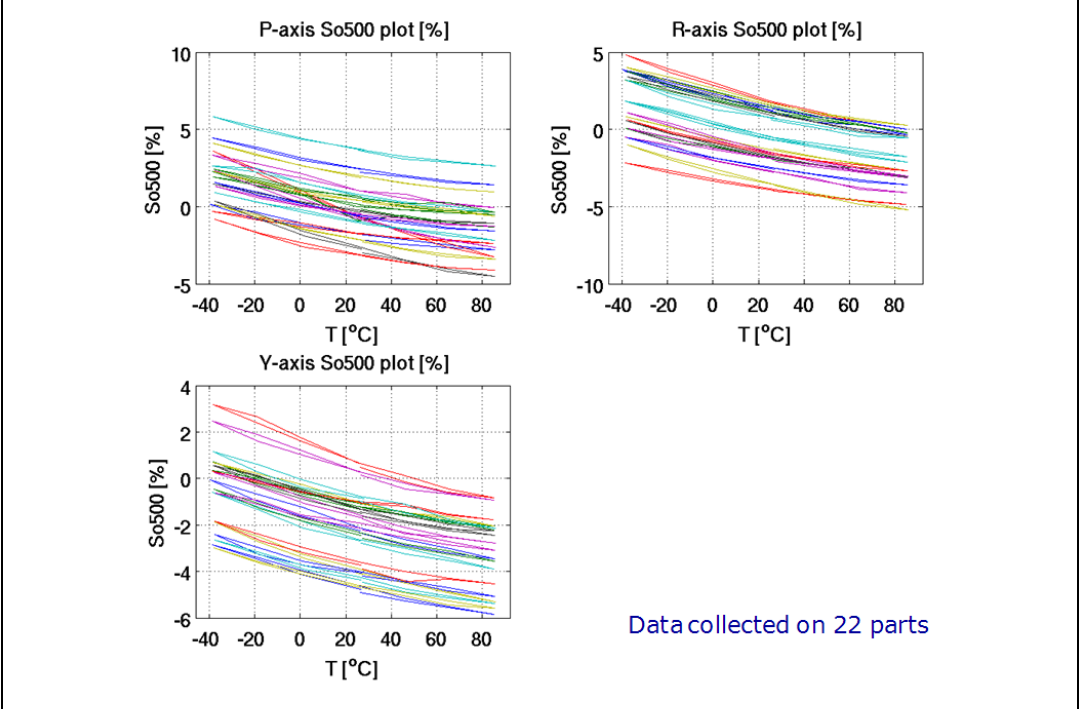 P-axis So500 plot [%]
10
5
0
-5
So500 [%]
-40 -20 0 20 40 60 80
T [°C]
R-axis So500 plot [%]
5
0
-5
-10
So500 [%]
-40 -20 0 20 40 60 80
T [°C]
Y-axis So500 plot [%]
4
2
0
-2
-4
-6
So500 [%]
-40 -20 0 20 40 60 80
T [°C]
Data collected on 22 parts